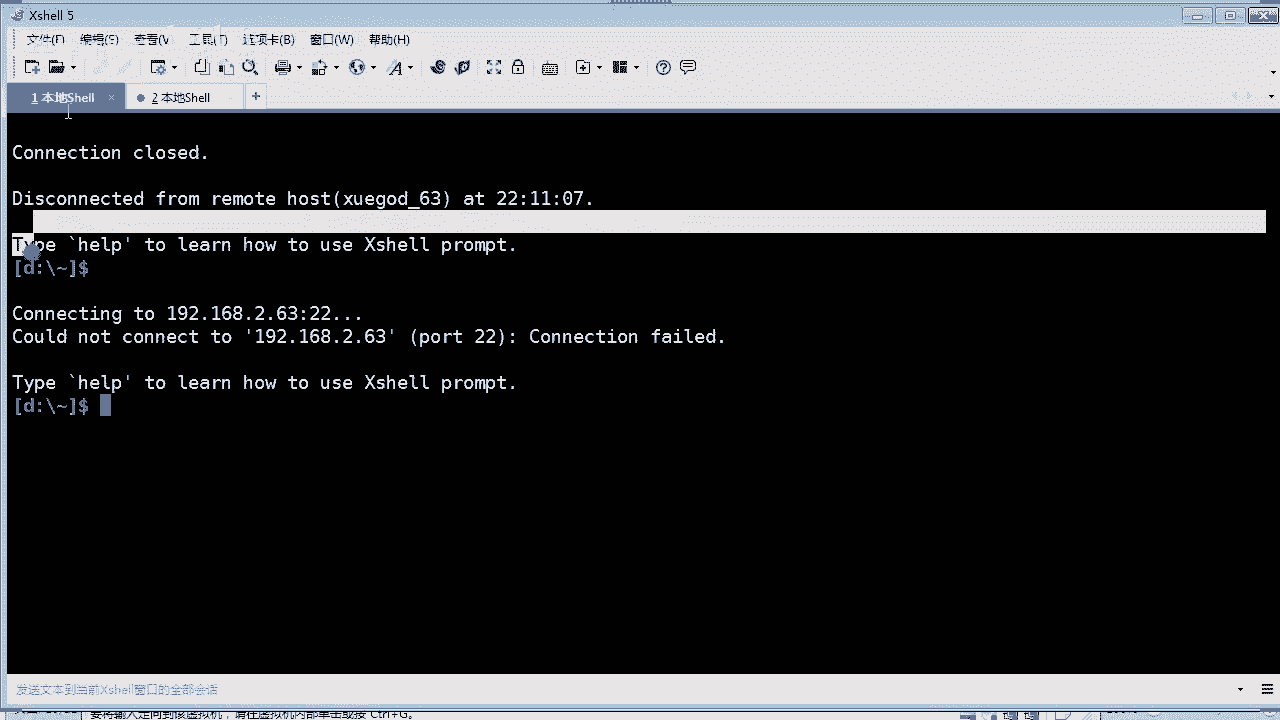 Xshell 5
文件(F) 编辑(E) 查看(V) 工具(T) 选项卡(B) 窗口(W) 帮助(H)
1 本地Shell × 2 本地Shell +
Connection closed.
Disconnected from remote host(xuegod_63) at 22:11:07.
Type `help' to learn how to use Xshell prompt.
[d:\~]$
Connecting to 192.168.2.63:22...
Could not connect to '192.168.2.63' (port 22): Connection failed.
Type `help' to learn how to use Xshell prompt.
[d:\~]$
发送文本到当前Xshell窗口的全部会话
要将输入定向到该虚拟机，请在虚拟机内部单击或按 Ctrl+G。